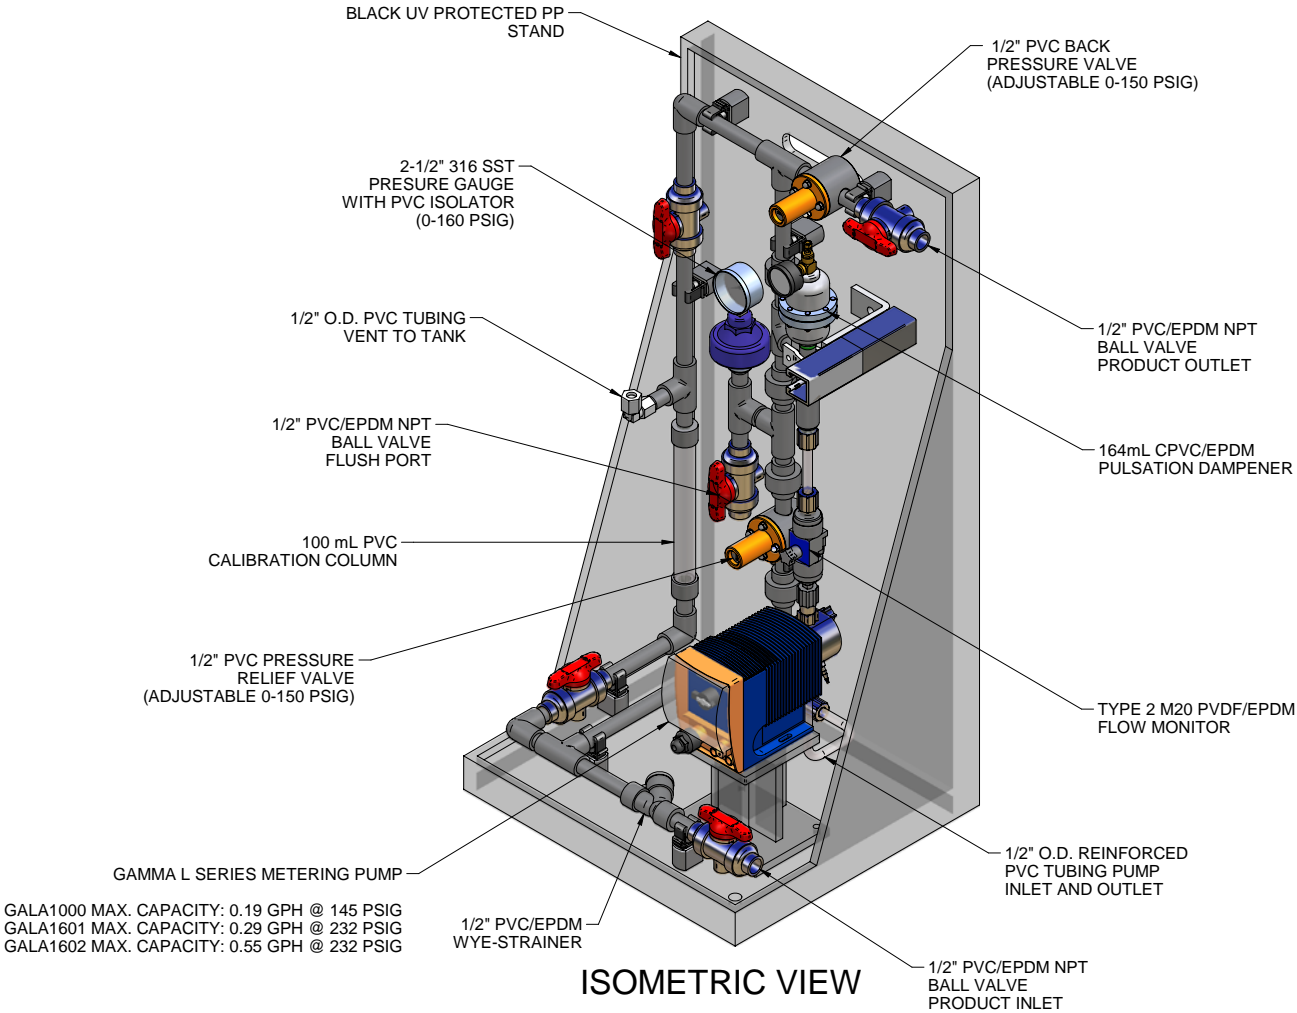 BLACK UV PROTECTED PP
STAND
1/2" PVC BACK
PRESSURE VALVE
(ADJUSTABLE 0-150 PSIG)
2-1/2" 316 SST
PRESURE GAUGE
WITH PVC ISOLATOR
(0-160 PSIG)
1/2" O.D. PVC TUBING
VENT TO TANK
1/2" PVC/EPDM NPT
BALL VALVE
PRODUCT OUTLET
1/2" PVC/EPDM NPT
BALL VALVE
FLUSH PORT
164mL CPVC/EPDM
PULSATION DAMPENER
100 mL PVC
CALIBRATION COLUMN
1/2" PVC PRESSURE
RELIEF VALVE
(ADJUSTABLE 0-150 PSIG)
TYPE 2 M20 PVDF/EPDM
FLOW MONITOR
1/2" O.D. REINFORCED
PVC TUBING PUMP
INLET AND OUTLET
GAMMA L SERIES METERING PUMP
GALA1000 MAX. CAPACITY: 0.19 GPH @ 145 PSIG
GALA1601 MAX. CAPACITY: 0.29 GPH @ 232 PSIG
GALA1602 MAX. CAPACITY: 0.55 GPH @ 232 PSIG
1/2" PVC/EPDM
WYE-STRAINER
1/2" PVC/EPDM NPT
BALL VALVE
PRODUCT INLET
ISOMETRIC VIEW